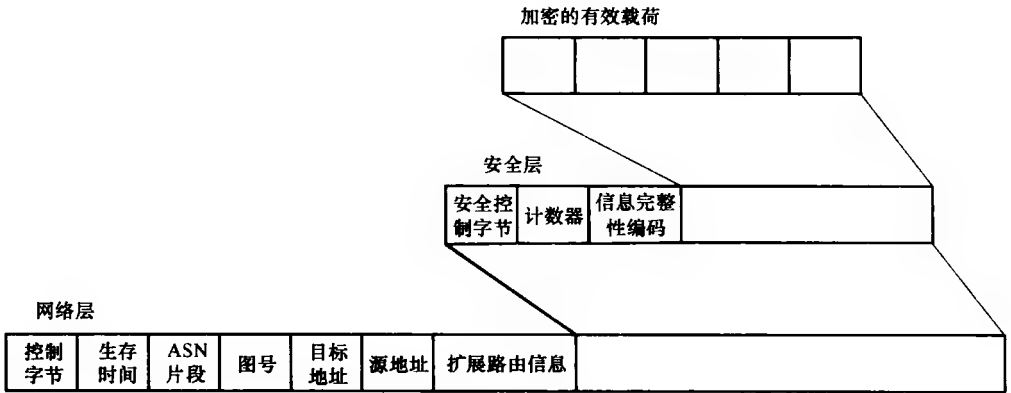 加密的有效载荷
安全层
安全控
制字节
计数器
信息完整
性编码
网络层
控制
字节
生存
时间
ASN
片段
图号
目标
地址
源地址
扩展路由信息